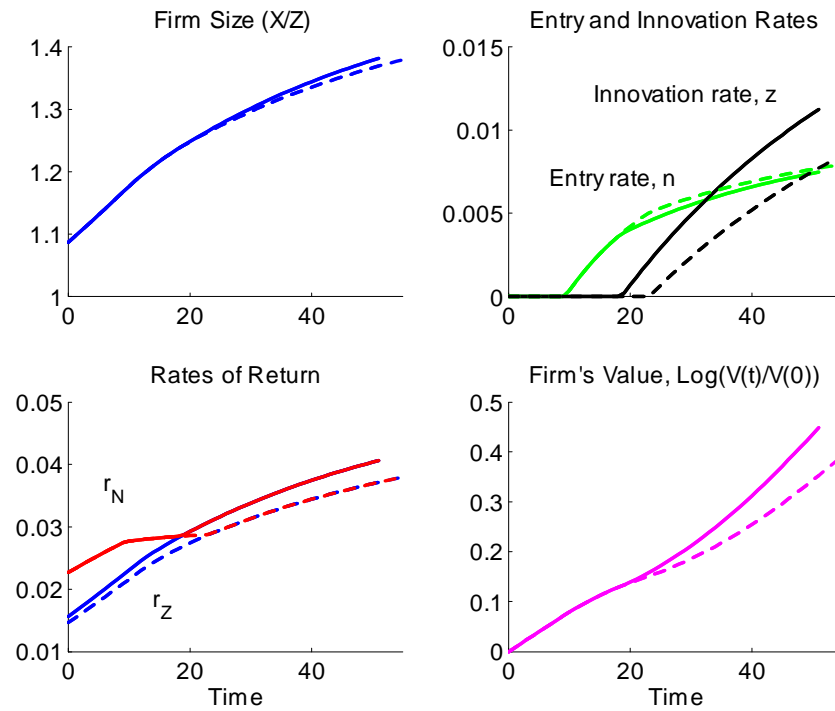 Firm Size (X/Z)
1.4
1.3
1.2
1.1
1
0 20 40
Entry and Innovation Rates
0.015
0.01
0.005
0
Innovation rate, z
Entry rate, n
0 20 40
Rates of Return
0.05
0.04
0.03
0.02
0.01
r_N
r_Z
0 20 40
Time
Firm's Value, Log(V(t)/V(0))
0.5
0.4
0.3
0.2
0.1
0
0 20 40
Time